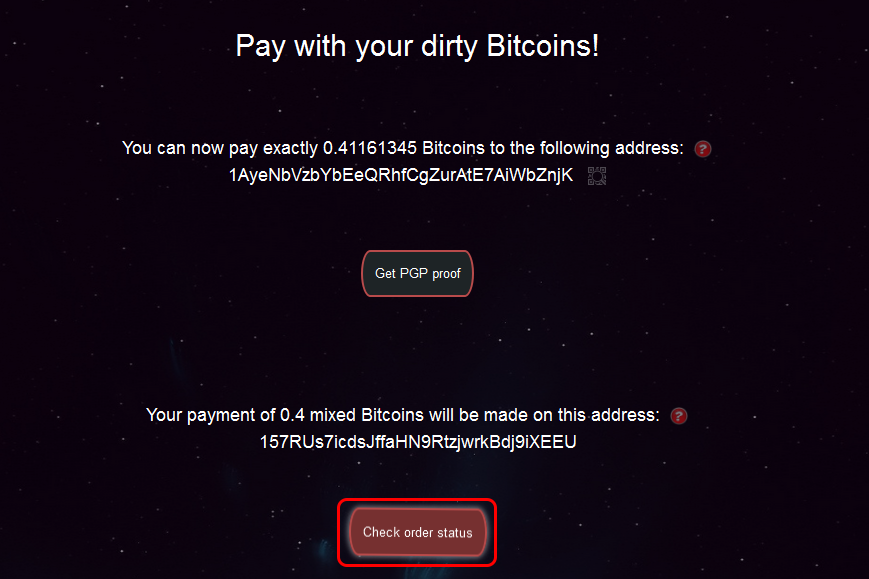 Pay with your dirty Bitcoins!
You can now pay exactly 0.41161345 Bitcoins to the following address: ?
1AyeNbVzbYbEeQRhfCgZurAtE7AiWbZnjK
Get PGP proof
Your payment of 0.4 mixed Bitcoins will be made on this address: ?
157RUs7icdsJffaHN9RtzjwrkBdj9iXEEU
Check order status